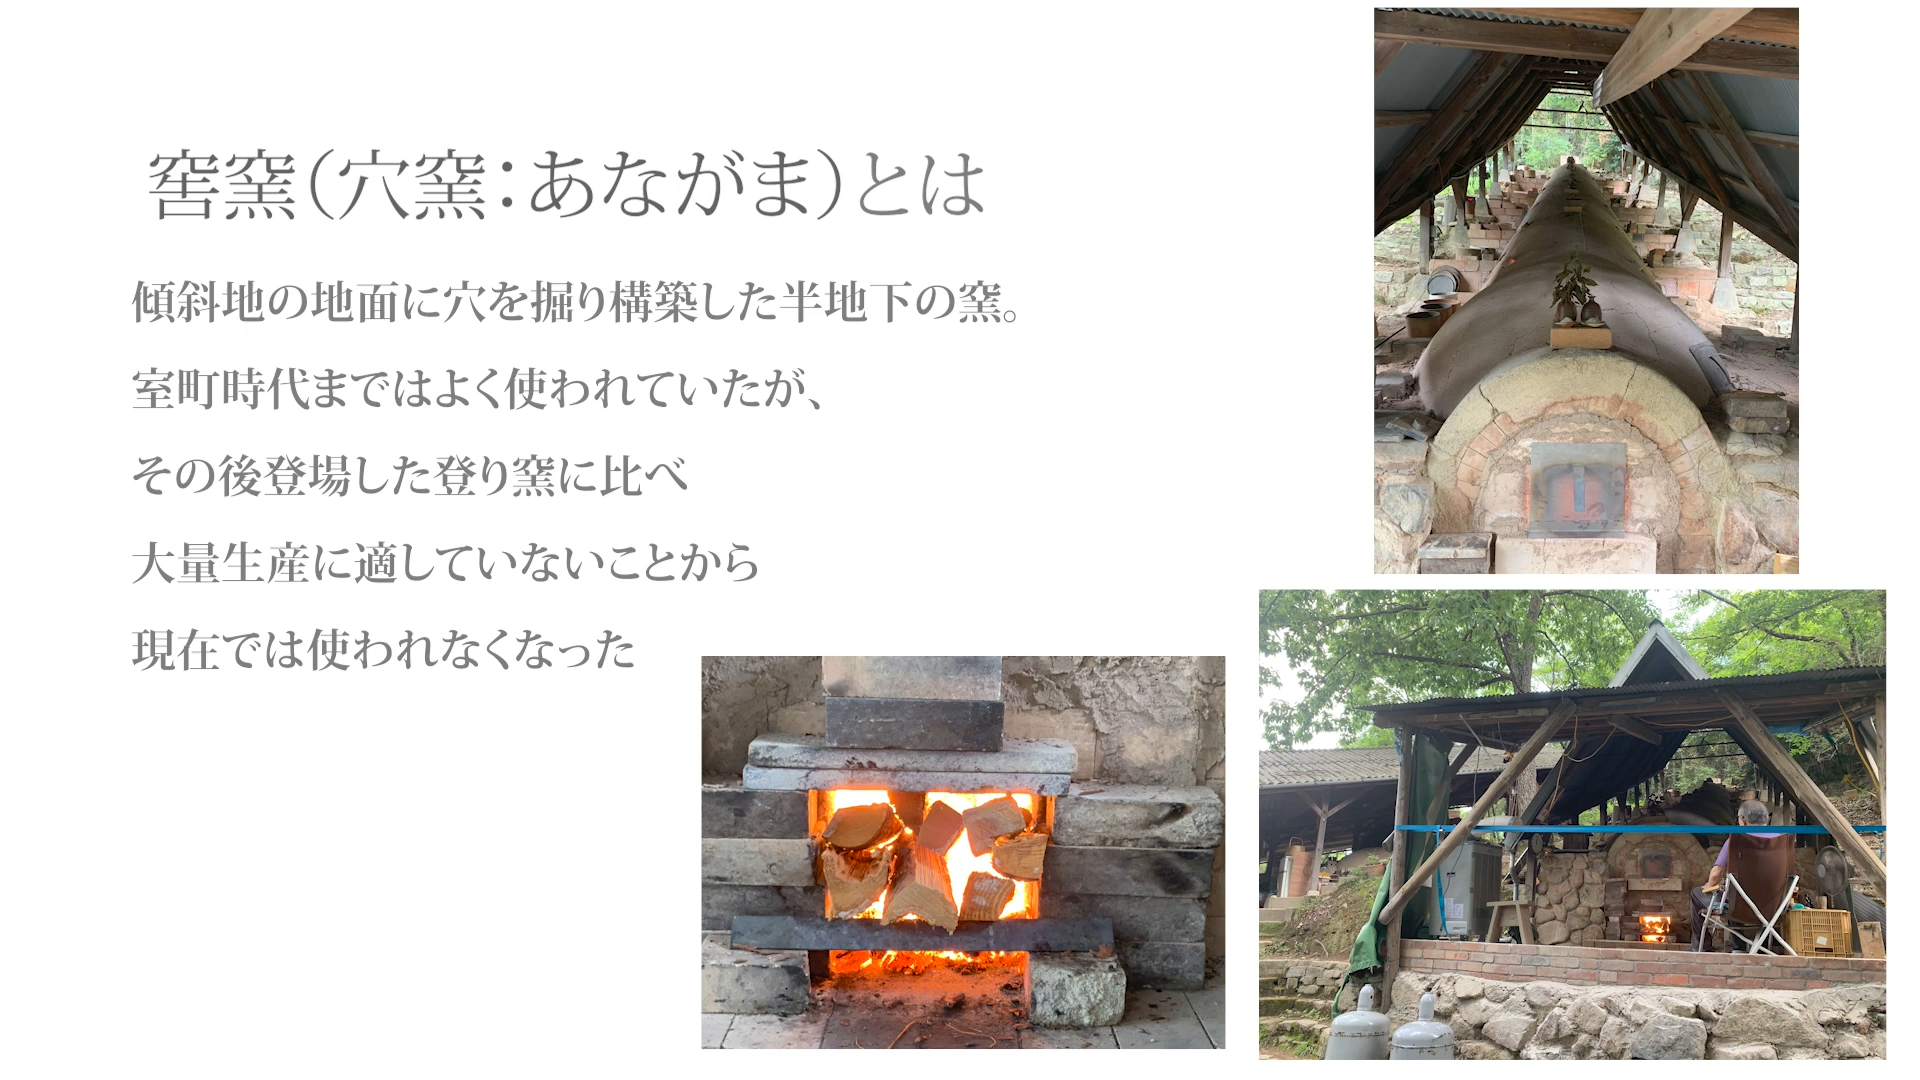 窖窯（穴窯：あながま）とは
傾斜地の地面に穴を掘り構築した半地下の窯。
室町時代まではよく使われていたが、
その後登場した登り窯に比べ
大量生産に適していないことから
現在では使われなくなった